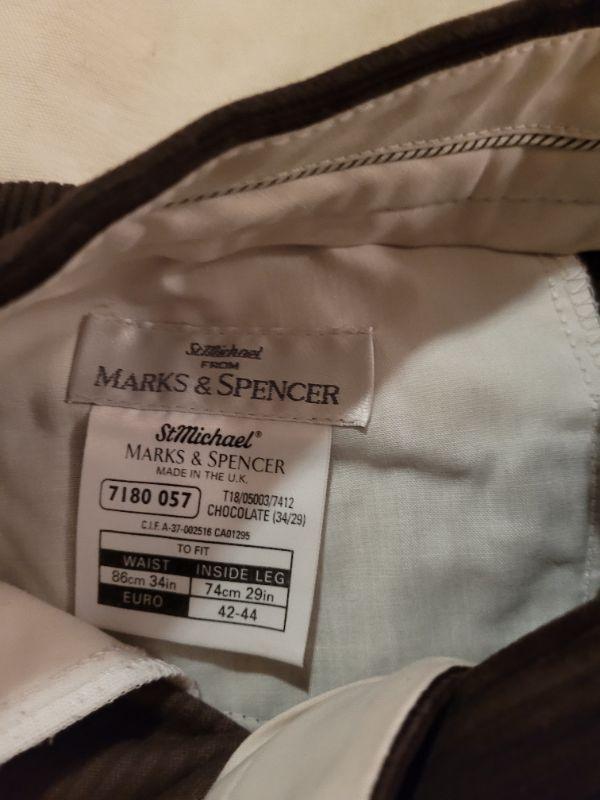 StMichael
FROM
MARKS & SPENCER
StMichael®
MARKS & SPENCER
MADE IN THE U.K.
7180 057
T18/05003/7412
CHOCOLATE (34/29)
C.I.F. A-37-002516 CA01295
TO FIT
WAIST INSIDE LEG
86cm 34in 74cm 29in
EURO 42-44